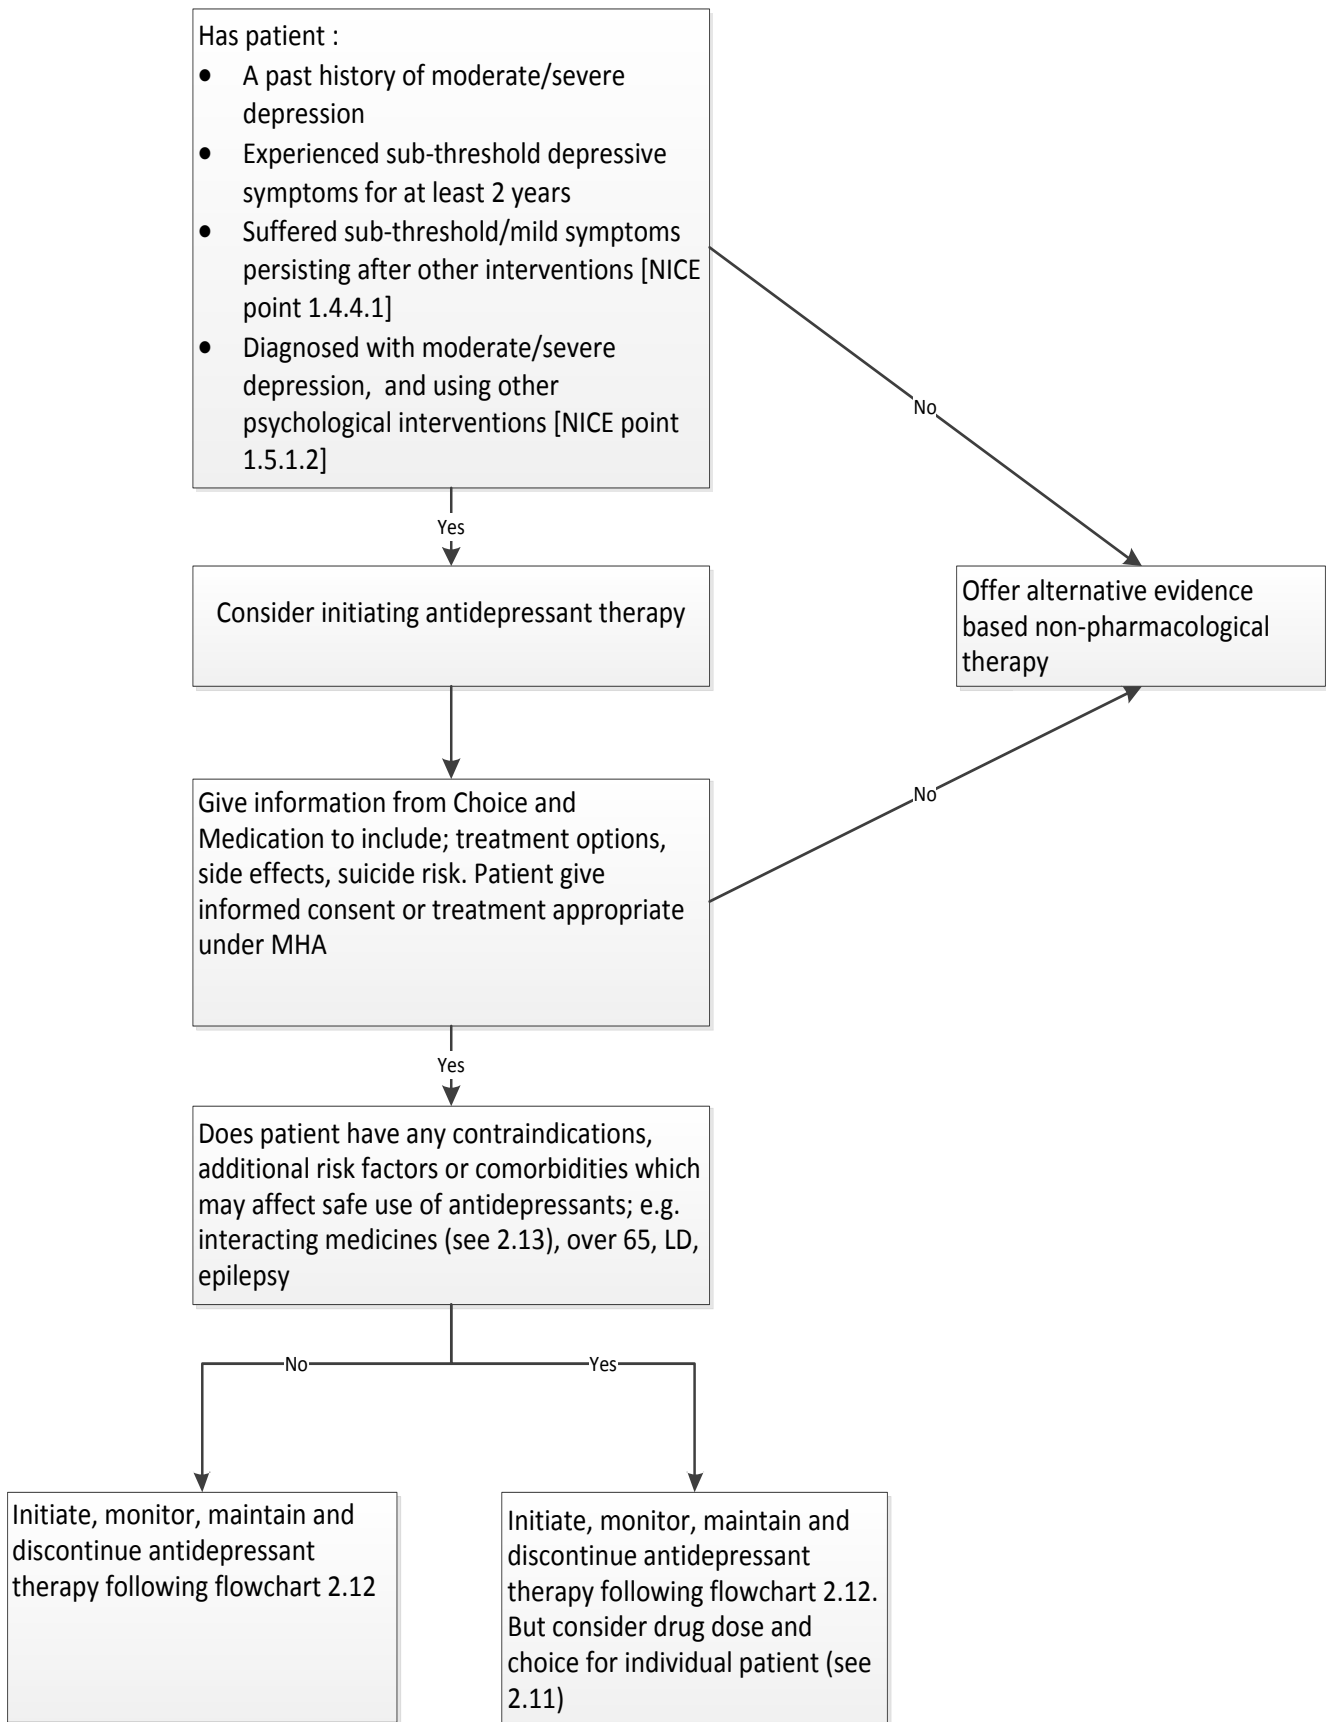 Has patient :
• A past history of moderate/severe
depression
• Experienced sub-threshold depressive
symptoms for at least 2 years
• Suffered sub-threshold/mild symptoms
persisting after other interventions [NICE
point 1.4.4.1]
• Diagnosed with moderate/severe
depression,  and using other
psychological interventions [NICE point
1.5.1.2]
No
Yes
Consider initiating antidepressant therapy
Offer alternative evidence
based non-pharmacological
therapy
Give information from Choice and
Medication to include; treatment options,
side effects, suicide risk. Patient give
informed consent or treatment appropriate
under MHA
No
Yes
Does patient have any contraindications,
additional risk factors or comorbidities which
may affect safe use of antidepressants; e.g.
interacting medicines (see 2.13), over 65, LD,
epilepsy
No
Yes
Initiate, monitor, maintain and
discontinue antidepressant
therapy following flowchart 2.12
Initiate, monitor, maintain and
discontinue antidepressant
therapy following flowchart 2.12.
But consider drug dose and
choice for individual patient (see
2.11)